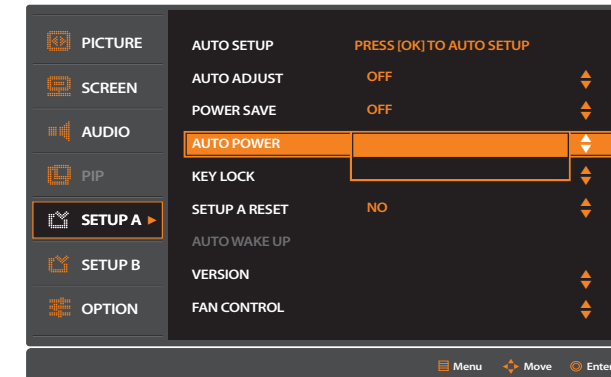 PICTURE
SCREEN
AUDIO
PIP
SETUP A
SETUP B
OPTION
AUTO SETUP PRESS [OK] TO AUTO SETUP
AUTO ADJUST OFF
POWER SAVE OFF
AUTO POWER
KEY LOCK
SETUP A RESET NO
AUTO WAKE UP
VERSION
FAN CONTROL
Menu Move Enter